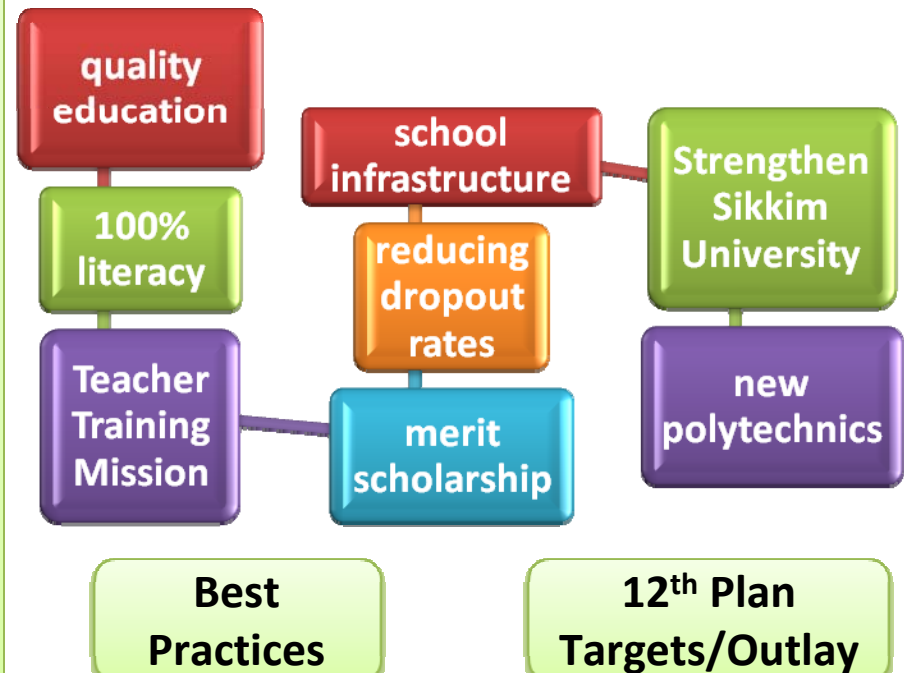 quality
education
100%
literacy
Teacher
Training
Mission
merit
scholarship
reducing
dropout
rates
school
infrastructure
Strengthen
Sikkim
University
new
polytechnics
Best
Practices
12th Plan
Targets/Outlay